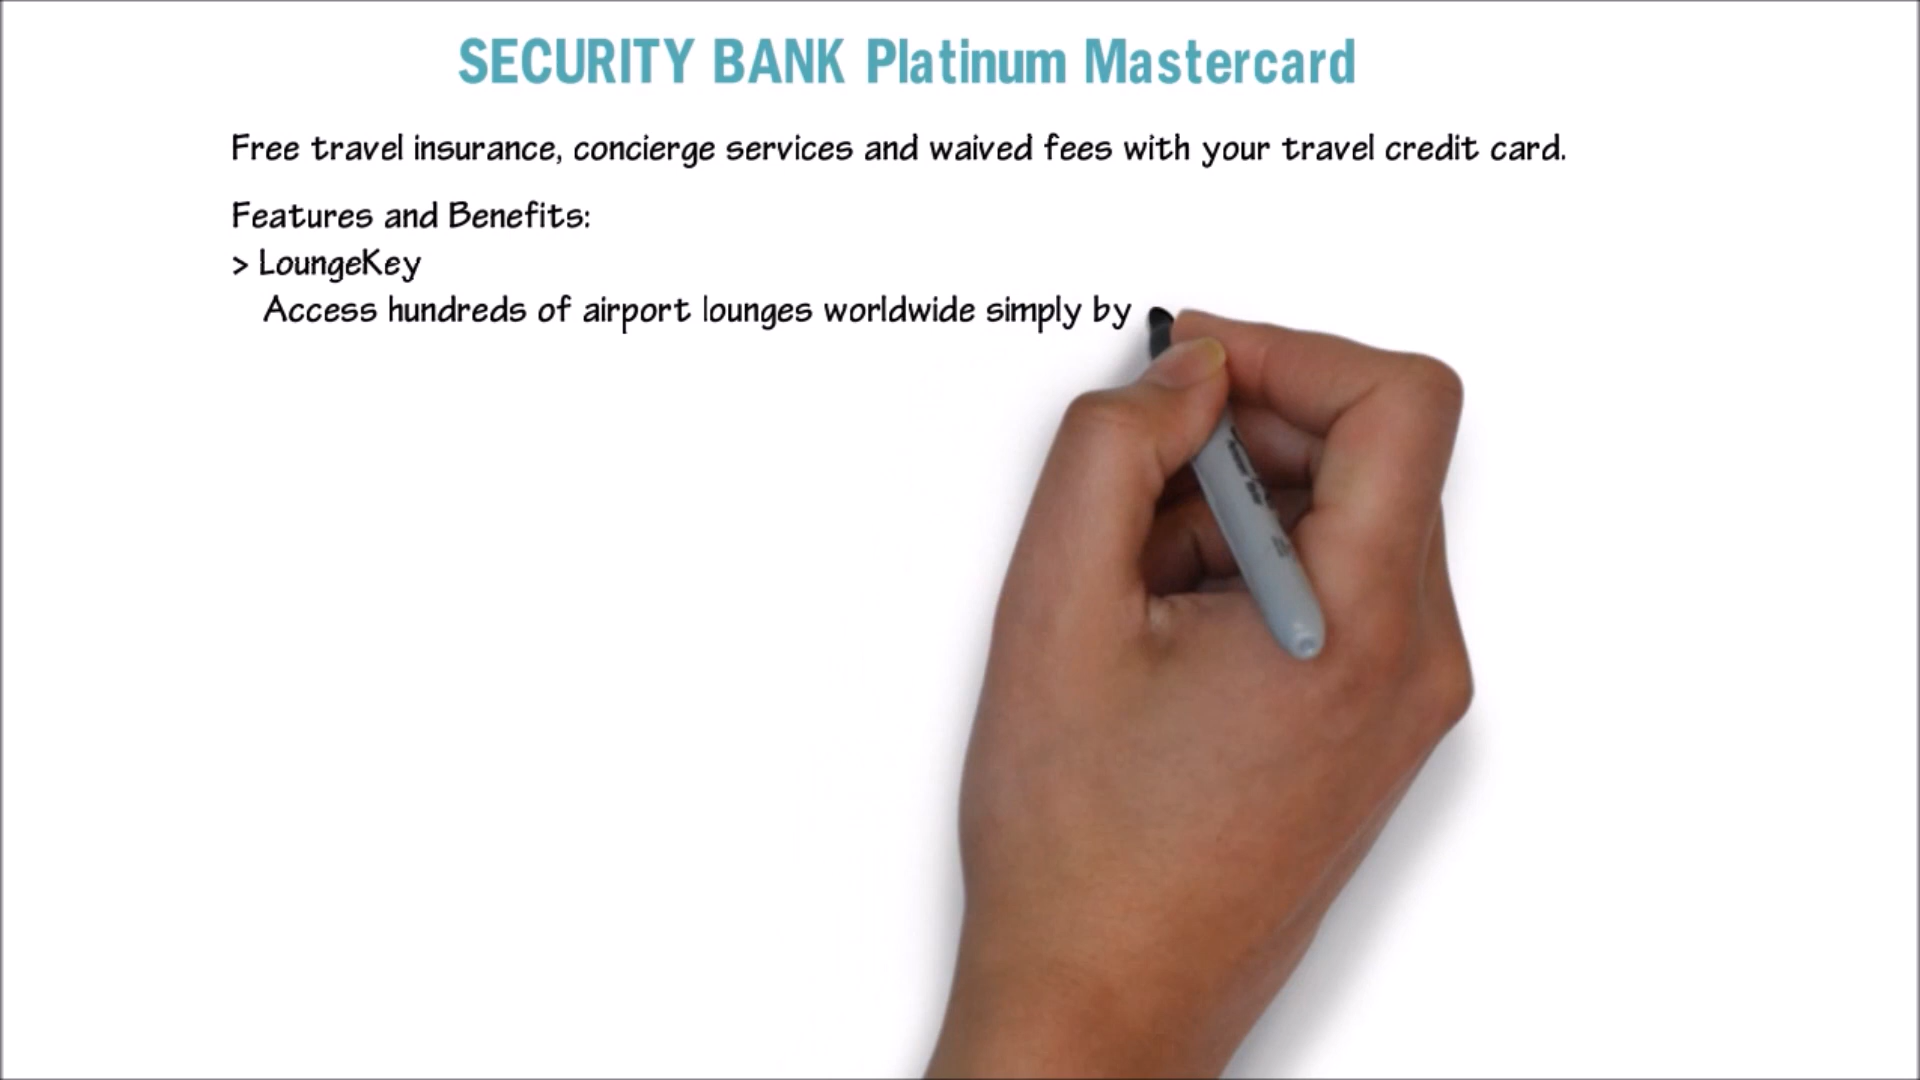 SECURITY BANK Platinum Mastercard
Free travel insurance, concierge services and waived fees with your travel credit card.
Features and Benefits:
> LoungeKey
Access hundreds of airport lounges worldwide simply by